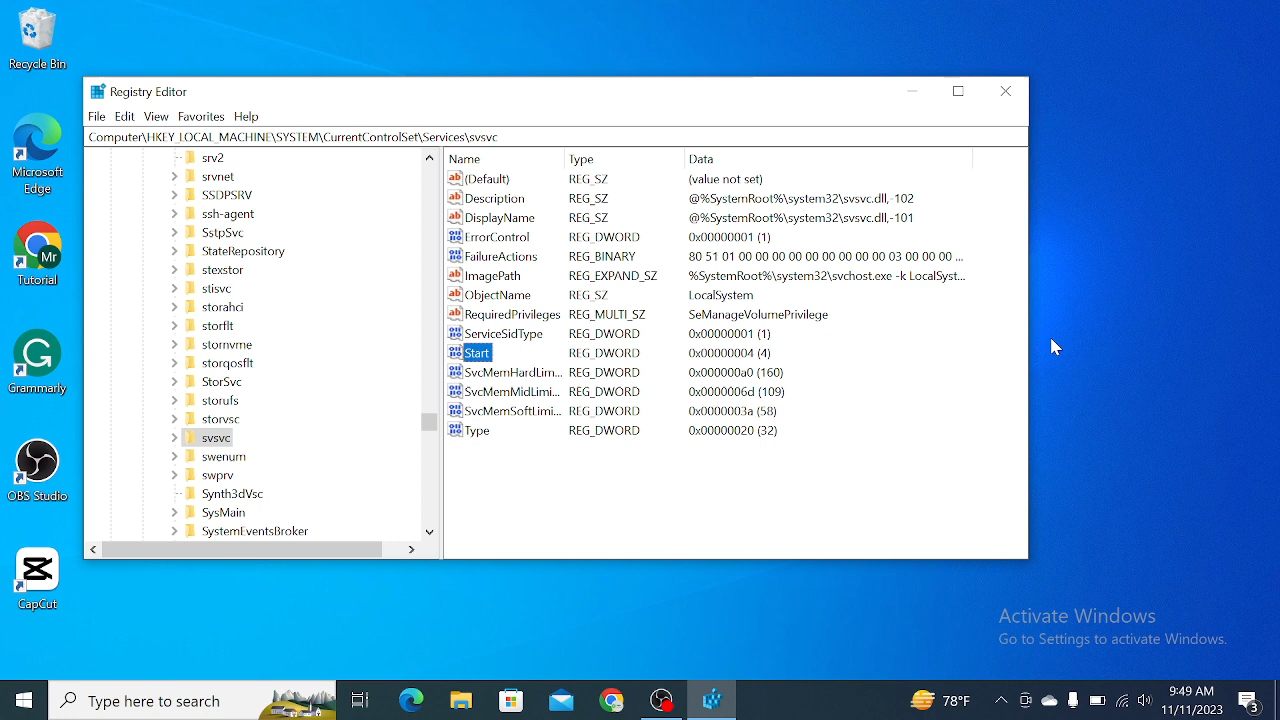 Recycle Bin
Microsoft
Edge
Mr
Tutorial
Grammarly
OBS Studio
CapCut
Registry Editor
File Edit View Favorites Help
Computer\HKEY_LOCAL_MACHINE\SYSTEM\CurrentControlSet\Services\svsvc
srv2
srvnet
SSDPSRV
ssh-agent
SstpSvc
StateRepository
stexstor
stisvc
storahci
storflt
stornvme
storqosflt
StorSvc
storufs
storvsc
svsvc
swenum
swprv
Synth3dVsc
SysMain
SystemEventsBroker
Name Type Data
(Default) REG_SZ (value not set)
Description REG_SZ @%SystemRoot%\system32\svsvc.dll,-102
DisplayName REG_SZ @%SystemRoot%\system32\svsvc.dll,-101
ErrorControl REG_DWORD 0x00000001 (1)
FailureActions REG_BINARY 80 51 01 00 00 00 00 00 00 00 00 00 03 00 00 00 ...
ImagePath REG_EXPAND_SZ %SystemRoot%\system32\svchost.exe -k LocalSyst...
ObjectName REG_SZ LocalSystem
RequiredPrivileges REG_MULTI_SZ SeManageVolumePrivilege
ServiceSidType REG_DWORD 0x00000001 (1)
Start REG_DWORD 0x00000004 (4)
SvcMemHardLim... REG_DWORD 0x000000a0 (160)
SvcMemMidLimi... REG_DWORD 0x0000006d (109)
SvcMemSoftLimi... REG_DWORD 0x0000003a (58)
Type REG_DWORD 0x00000020 (32)
Activate Windows
Go to Settings to activate Windows.
Type here to search
78°F
9:49 AM
11/11/2023
3